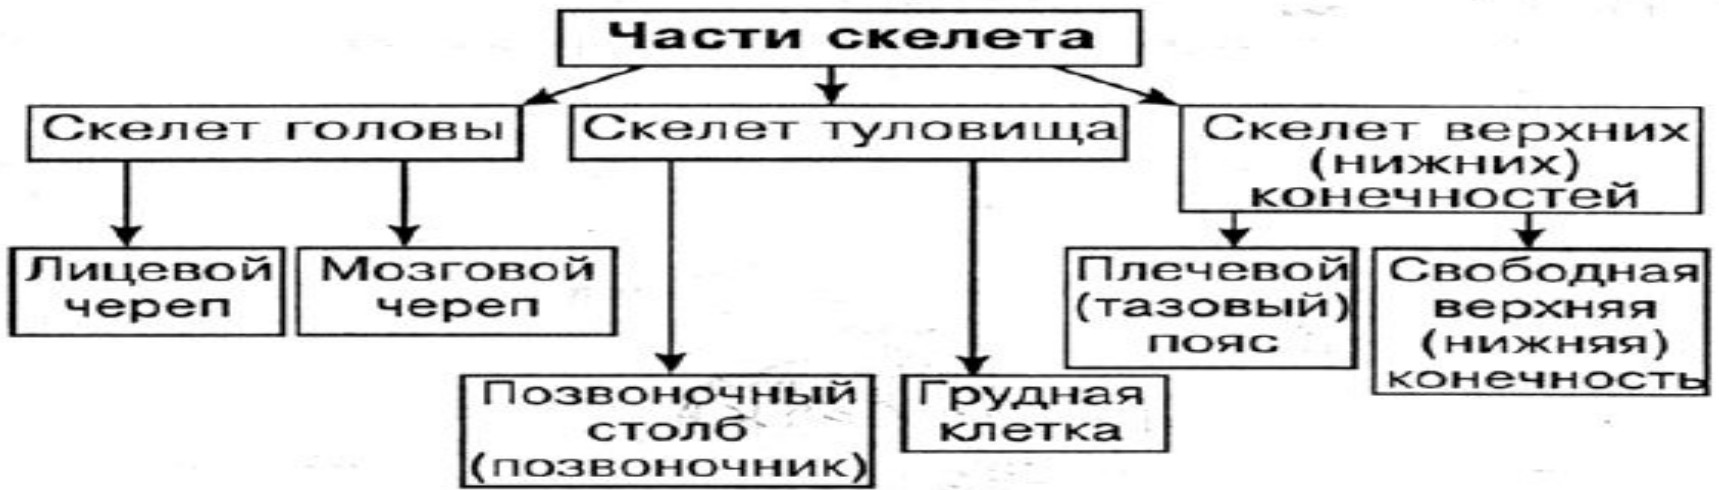 Части скелета
Скелет головы
Скелет туловища
Скелет верхних
(нижних)
конечностей
Лицевой
череп
Мозговой
череп
Плечевой
(тазовый)
пояс
Свободная
верхняя
(нижняя)
конечность
Позвоночный
столб
(позвоночник)
Грудная
клетка